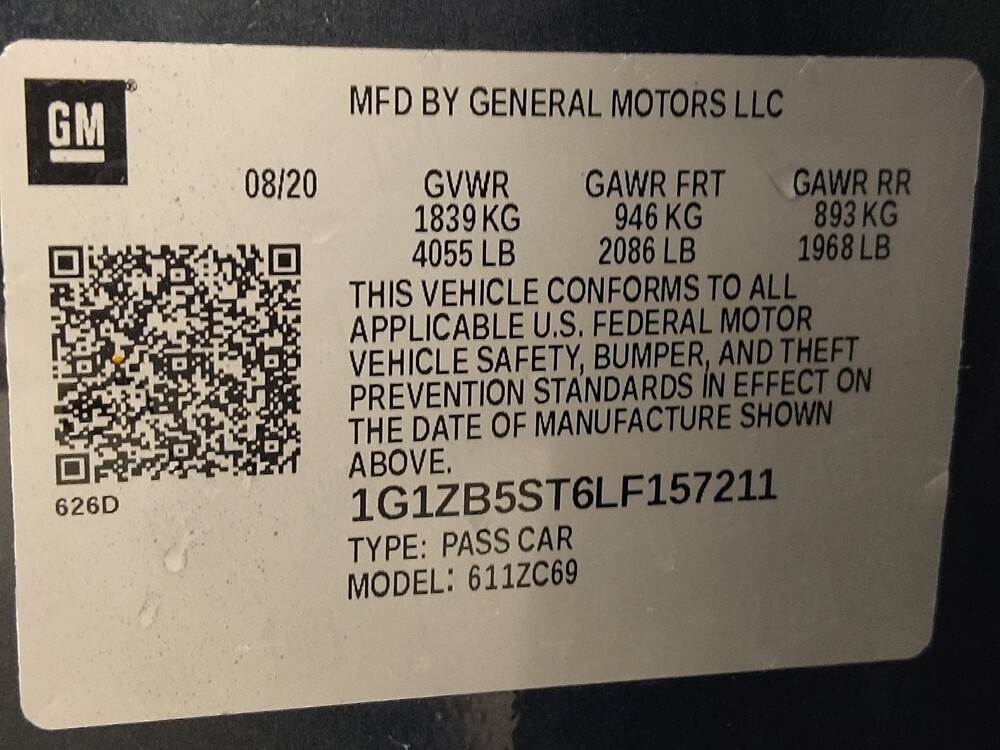 GM
MFD BY GENERAL MOTORS LLC
08/20 GVWR GAWR FRT GAWR RR
1839 KG 946 KG 893 KG
4055 LB 2086 LB 1968 LB
THIS VEHICLE CONFORMS TO ALL
APPLICABLE U.S. FEDERAL MOTOR
VEHICLE SAFETY, BUMPER, AND THEFT
PREVENTION STANDARDS IN EFFECT ON
THE DATE OF MANUFACTURE SHOWN
ABOVE.
626D
1G1ZB5ST6LF157211
TYPE: PASS CAR
MODEL: 611ZC69